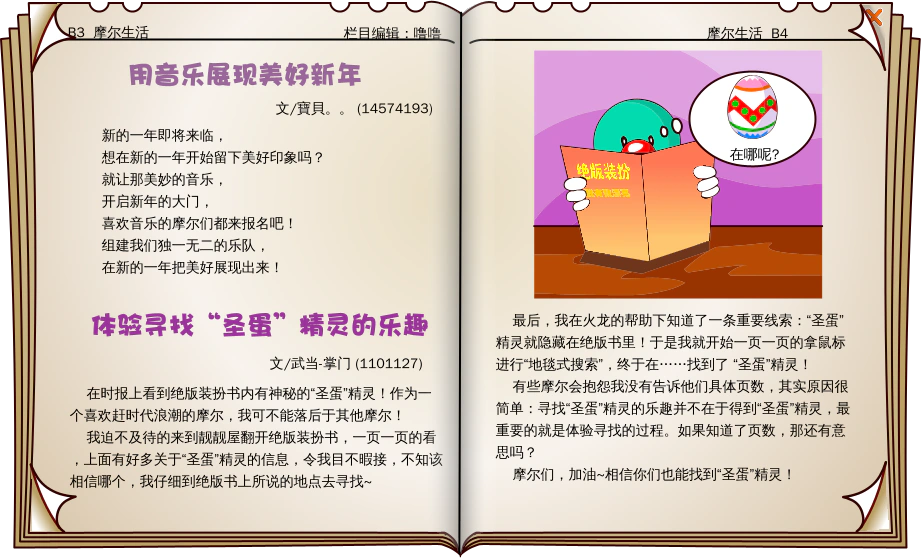 B3  摩尔生活
栏目编辑：噜噜
用音乐展现美好新年
文/寶貝。。(14574193)
新的一年即将来临，
想在新的一年开始留下美好印象吗？
就让那美妙的音乐，
开启新年的大门，
喜欢音乐的摩尔们都来报名吧！
组建我们独一无二的乐队，
在新的一年把美好展现出来！
体验寻找“圣蛋”精灵的乐趣
文/武当-掌门 (1101127)
在时报上看到绝版装扮书内有神秘的“圣蛋”精灵！作为一
个喜欢赶时代浪潮的摩尔，我可不能落后于其他摩尔！
我迫不及待的来到靓靓屋翻开绝版装扮书，一页一页的看
，上面有好多关于“圣蛋”精灵的信息，令我目不暇接，不知该
相信哪个，我仔细到绝版书上所说的地点去寻找~
摩尔生活  B4
在哪呢?
绝版装扮
最后，我在火龙的帮助下知道了一条重要线索：“圣蛋”
精灵就隐藏在绝版书里！于是我就开始一页一页的拿鼠标
进行“地毯式搜索”，终于在……找到了 “圣蛋”精灵！
有些摩尔会抱怨我没有告诉他们具体页数，其实原因很
简单：寻找“圣蛋”精灵的乐趣并不在于得到“圣蛋”精灵，最
重要的就是体验寻找的过程。如果知道了页数，那还有意
思吗？
摩尔们，加油~相信你们也能找到“圣蛋”精灵！